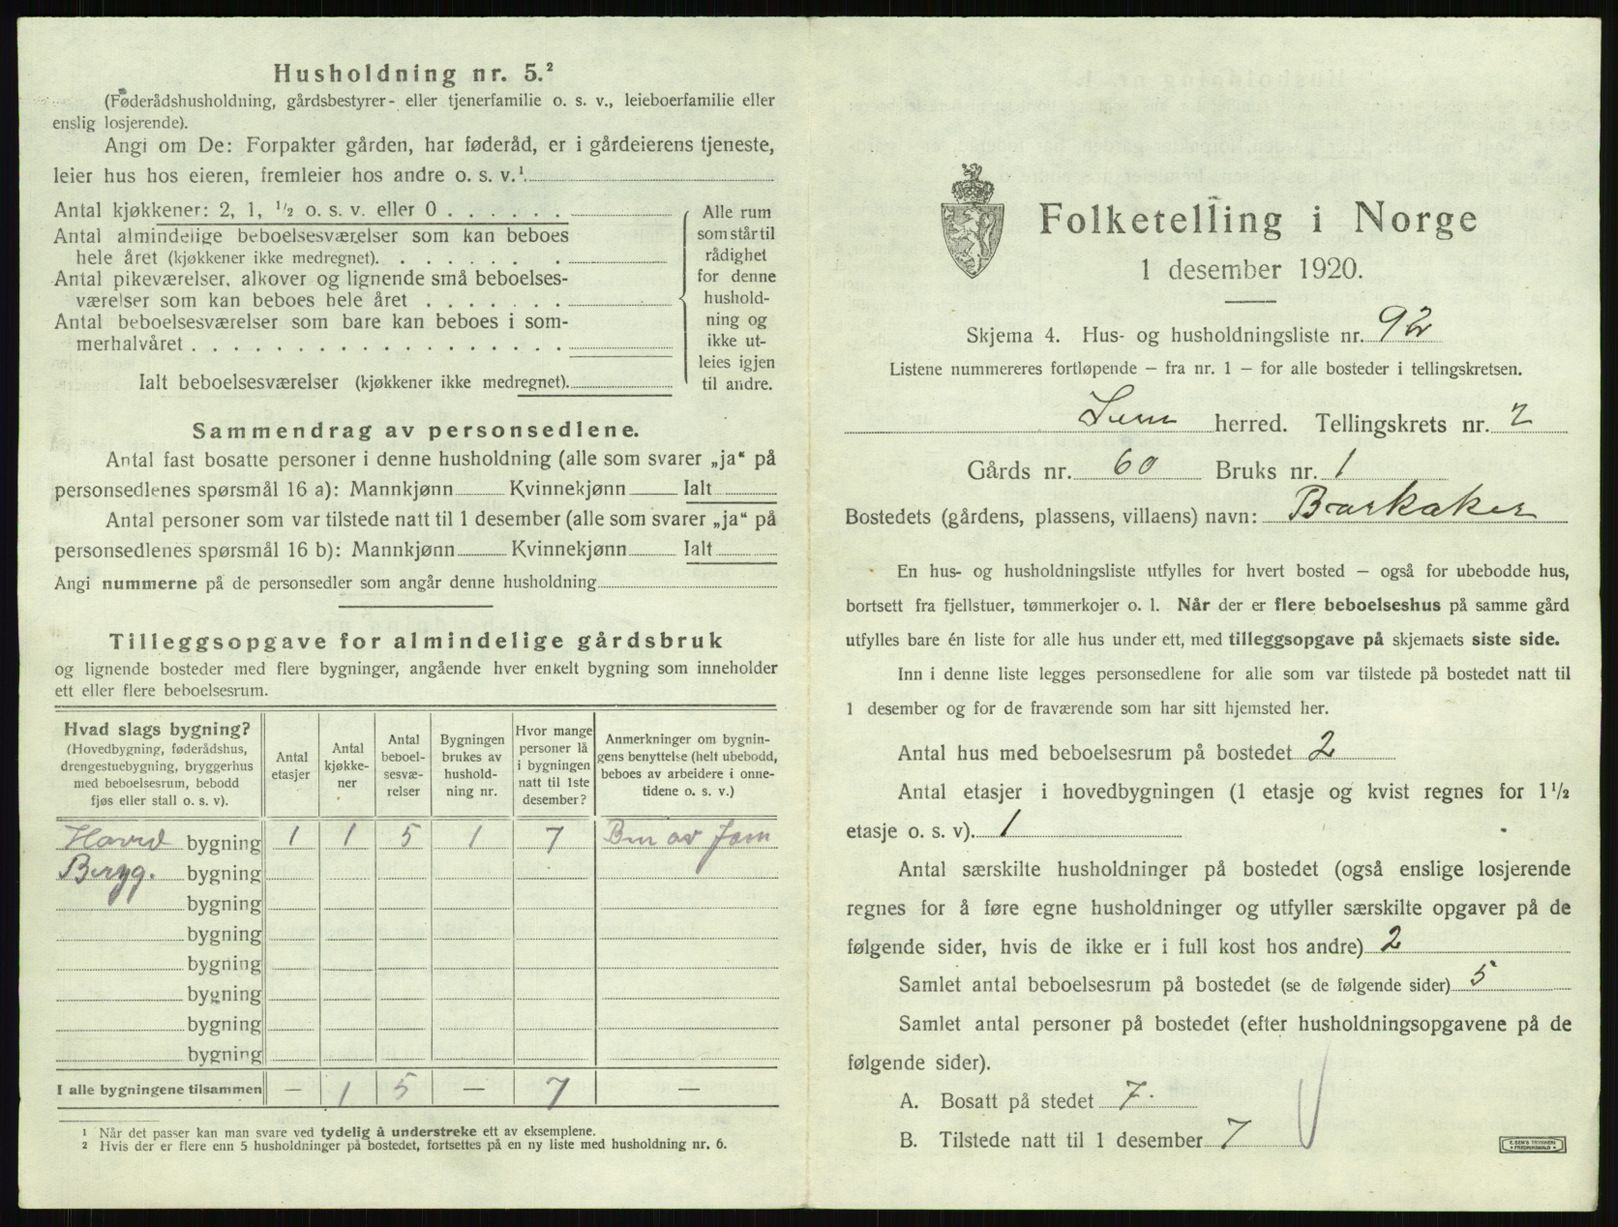 Husholdning nr. 5.²
(Føderådshusholdning, gårdsbestyrer- eller tjenerfamilie o. s. v., leieboerfamilie eller
enslig losjerende).
Angi om De: Forpakter gården, har føderåd, er i gårdeierens tjeneste,
leier hus hos eieren, fremleier hos andre o. s. v.¹
Antal kjøkkener: 2, 1, ¹/₂ o. s. v. eller 0 . . . . . .
Antal almindelige beboelsesværelser som kan beboes
hele året (kjøkkener ikke medregnet). . . . . . . .
Antal pikeværelser, alkover og lignende små beboelses-
værelser som kan beboes hele året . . . . . . .
Antal beboelsesværelser som bare kan beboes i som-
merhalvåret . . . . . . . . . . . . . . . . . .
Ialt beboelsesværelser (kjøkkener ikke medregnet).
Alle rum
som står til
rådighet
for denne
hushold-
ning og
ikke ut-
leies igjen
til andre.
Sammendrag av personsedlene.
Antal fast bosatte personer i denne husholdning (alle som svarer „ja“ på
personsedlenes spørsmål 16 a): Mannkjønn Kvinnekjønn Ialt
Antal personer som var tilstede natt til 1 desember (alle som svarer „ja“ på
personsedlenes spørsmål 16 b): Mannkjønn Kvinnekjønn Ialt
Angi nummerne på de personsedler som angår denne husholdning
Tilleggsopgave for almindelige gårdsbruk
og lignende bosteder med flere bygninger, angående hver enkelt bygning som inneholder
ett eller flere beboelsesrum.
Hvad slags bygning?
(Hovedbygning, føderådshus,
drengestuebygning, bryggerhus
med beboelsesrum, bebodd
fjøs eller stall o. s. v).
Antal
etasjer
Antal
kjøkke-
ner
Antal
beboel-
sesvæ-
relser
Bygningen
brukes av
hushold-
ning nr.
Hvor mange
personer lå
i bygningen
natt til 1ste
desember?
Anmerkninger om bygnin-
gens benyttelse (helt ubebodd,
beboes av arbeidere i onne-
tidene o. s. v.)
bygning 1 1 5 1 7
Bryg. bygning
bygning
bygning
bygning
bygning
bygning
bygning
I alle bygningene tilsammen — 1 5 — 7 —
¹ Når det passer kan man svare ved tydelig å understreke ett av eksemplene.
² Hvis der er flere enn 5 husholdninger på bostedet, fortsettes på en ny liste med husholdning nr. 6.
Folketelling i Norge
1 desember 1920.
Skjema 4. Hus- og husholdningsliste nr. 92
Listene nummereres fortløpende — fra nr. 1 — for alle bosteder i tellingskretsen.
Sem herred. Tellingskrets nr. 2
Gårds nr. 60 Bruks nr. 1
Bostedets (gårdens, plassens, villaens) navn: Barkaker
En hus- og husholdningsliste utfylles for hvert bosted — også for ubebodde hus,
bortsett fra fjellstuer, tømmerkojer o. l. Når der er flere beboelseshus på samme gård
utfylles bare én liste for alle hus under ett, med tilleggsopgave på skjemaets siste side.
Inn i denne liste legges personsedlene for alle som var tilstede på bostedet natt til
1 desember og for de fraværende som har sitt hjemsted her.
Antal hus med beboelsesrum på bostedet 2
Antal etasjer i hovedbygningen (1 etasje og kvist regnes for 1¹/₂
etasje o. s. v). 1
Antal særskilte husholdninger på bostedet (også enslige losjerende
regnes for å føre egne husholdninger og utfyller særskilte opgaver på de
følgende sider, hvis de ikke er i full kost hos andre) 2
Samlet antal beboelsesrum på bostedet (se de følgende sider) 5
Samlet antal personer på bostedet (efter husholdningsopgavene på de
følgende sider).
A. Bosatt på stedet 7.
B. Tilstede natt til 1 desember 7